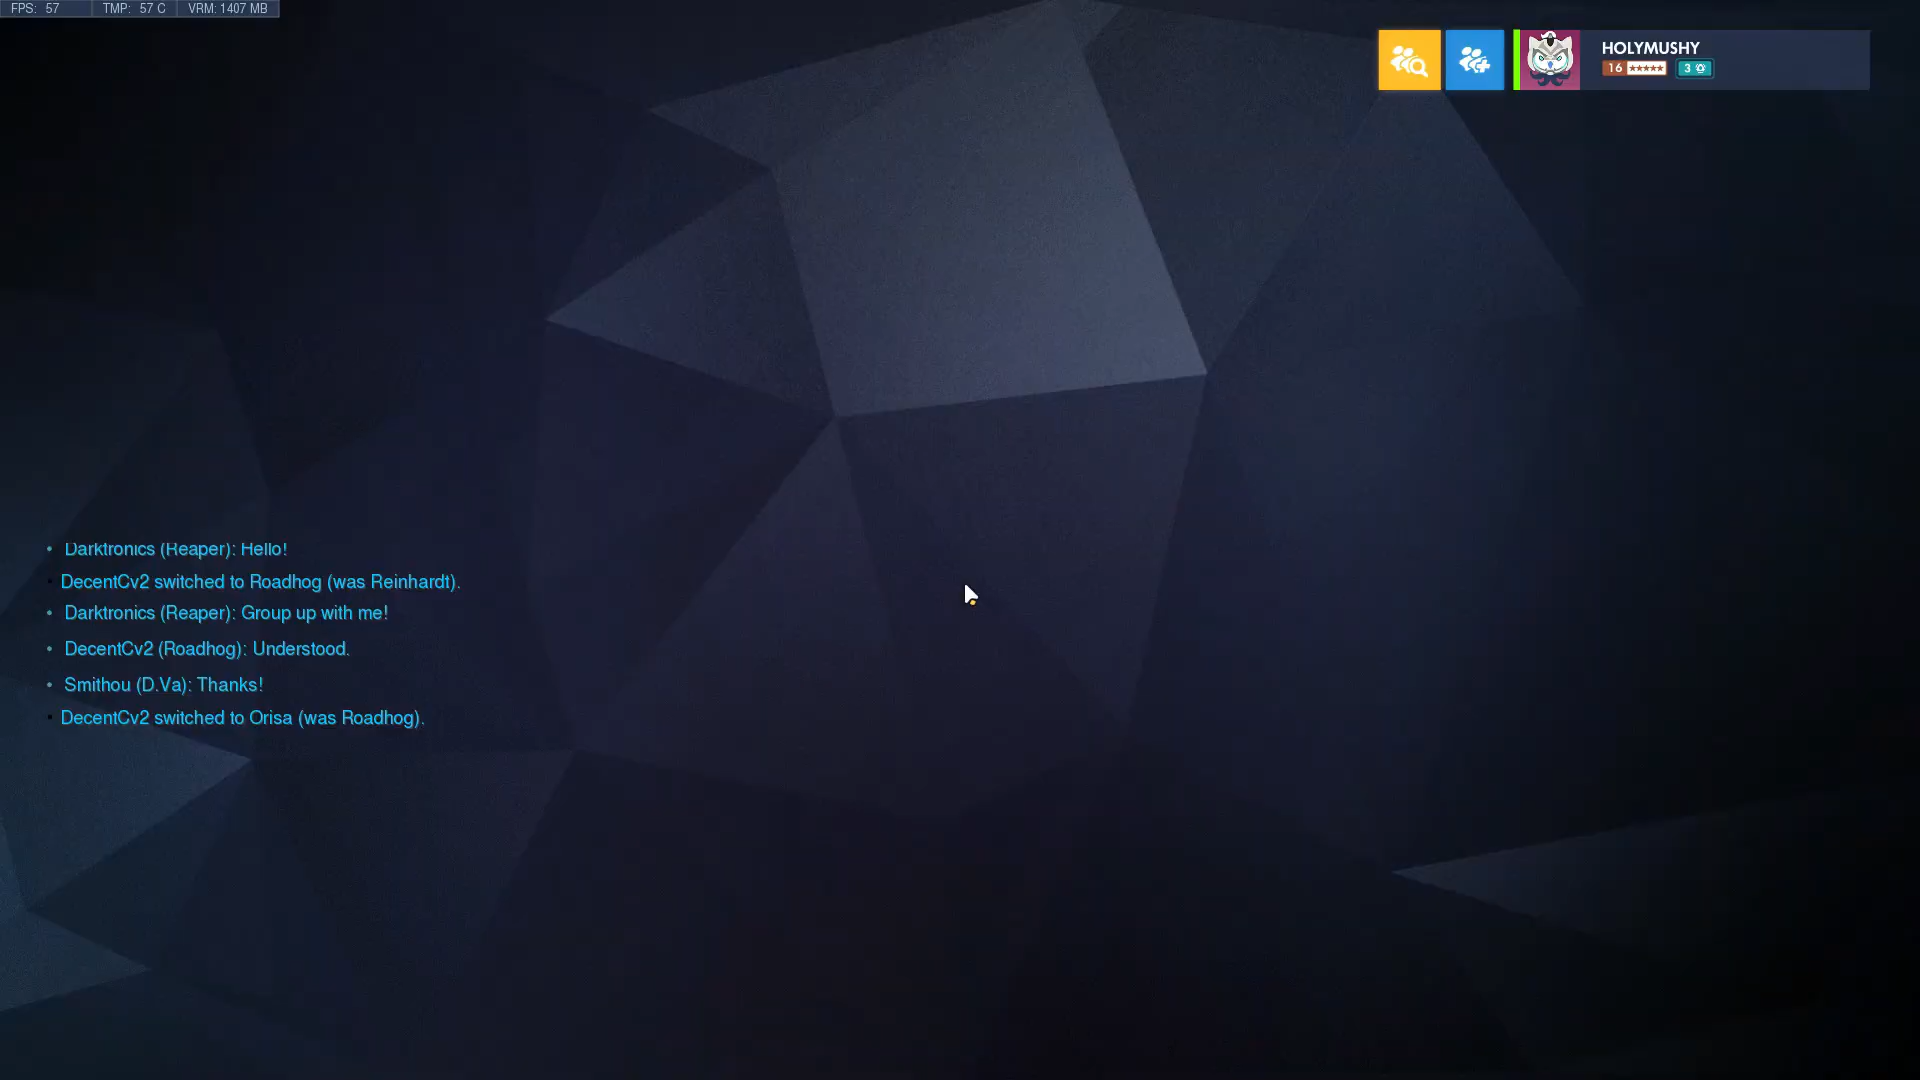 FPS: 57 TMP: 57 C VRM: 1407 MB
HOLYMUSHY
16 ★★★★★ 3
• Darktronics (Reaper): Hello!
• DecentCv2 switched to Roadhog (was Reinhardt).
• Darktronics (Reaper): Group up with me!
• DecentCv2 (Roadhog): Understood.
• Smithou (D.Va): Thanks!
• DecentCv2 switched to Orisa (was Roadhog).